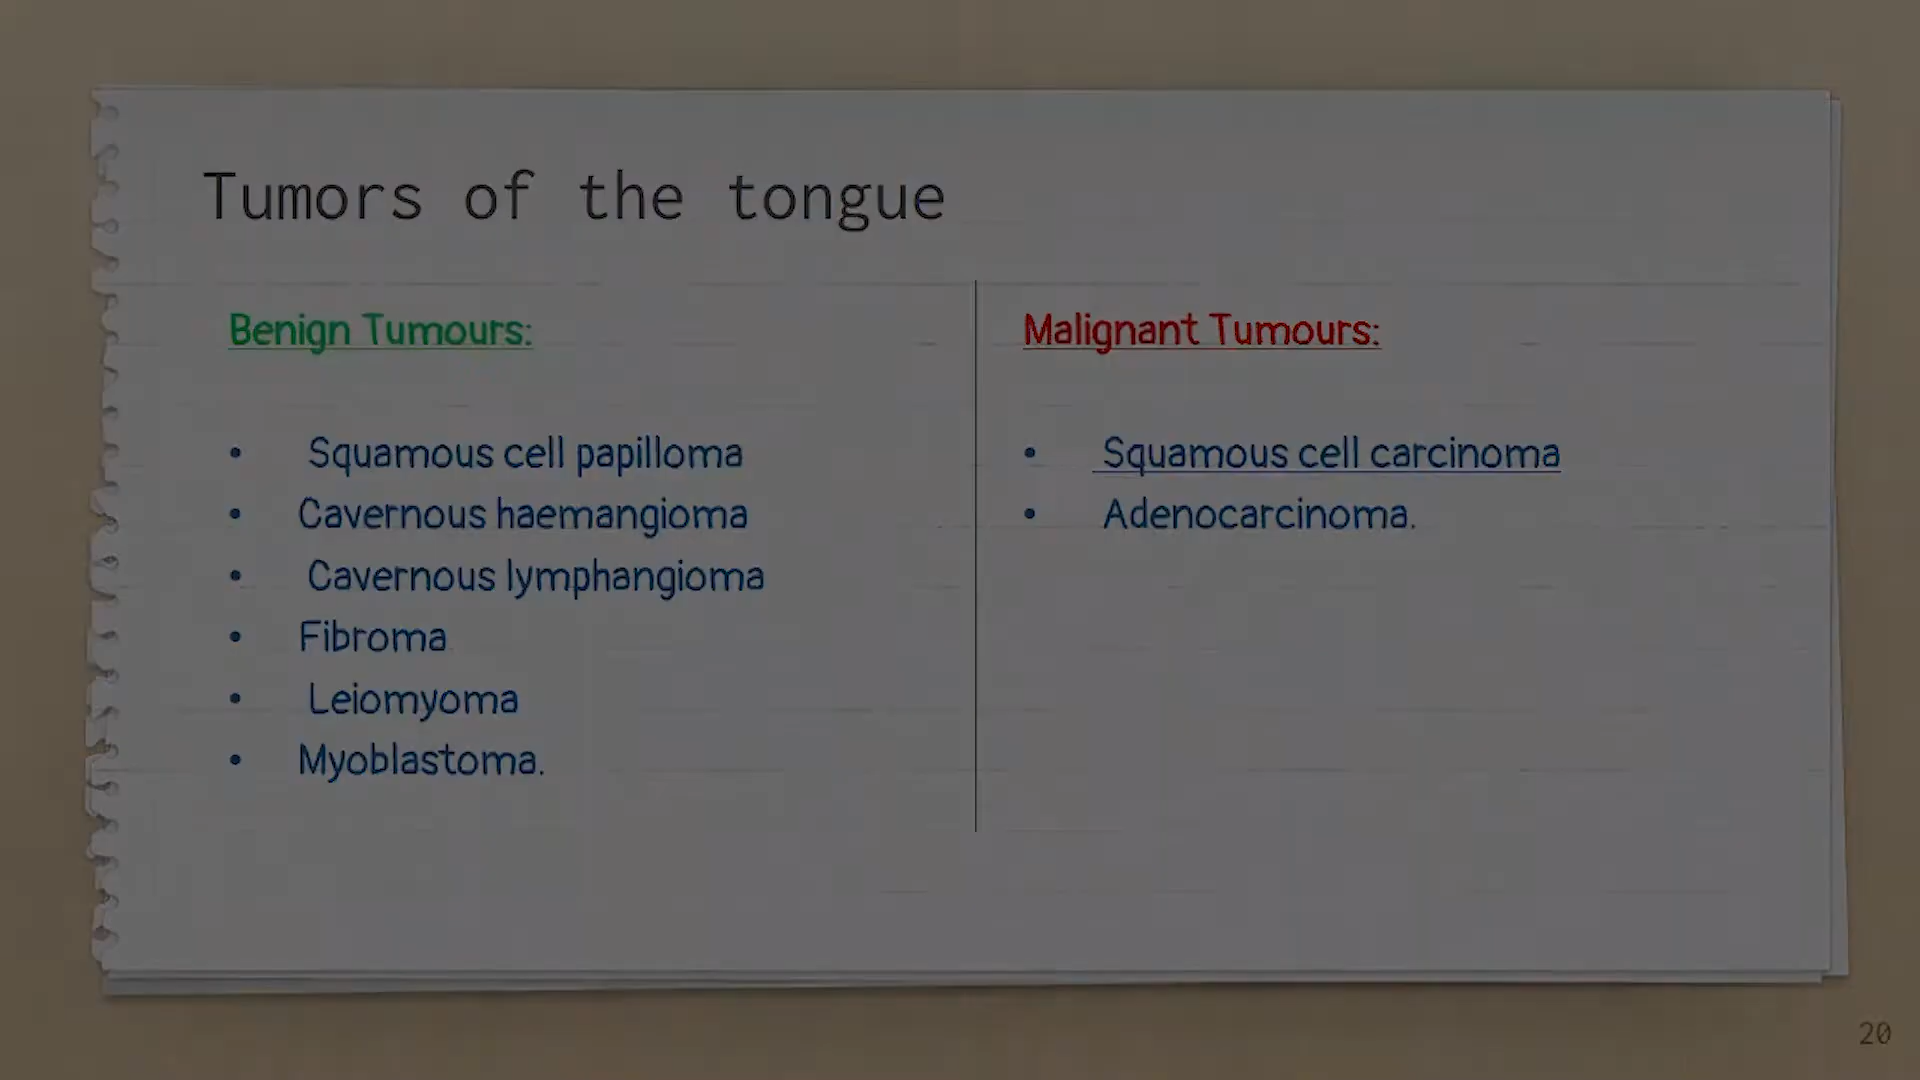 Tumors of the tongue
Benign Tumours:
• Squamous cell papilloma
• Cavernous haemangioma
• Cavernous lymphangioma
• Fibroma
• Leiomyoma
• Myoblastoma.
Malignant Tumours:
• Squamous cell carcinoma
• Adenocarcinoma.
20